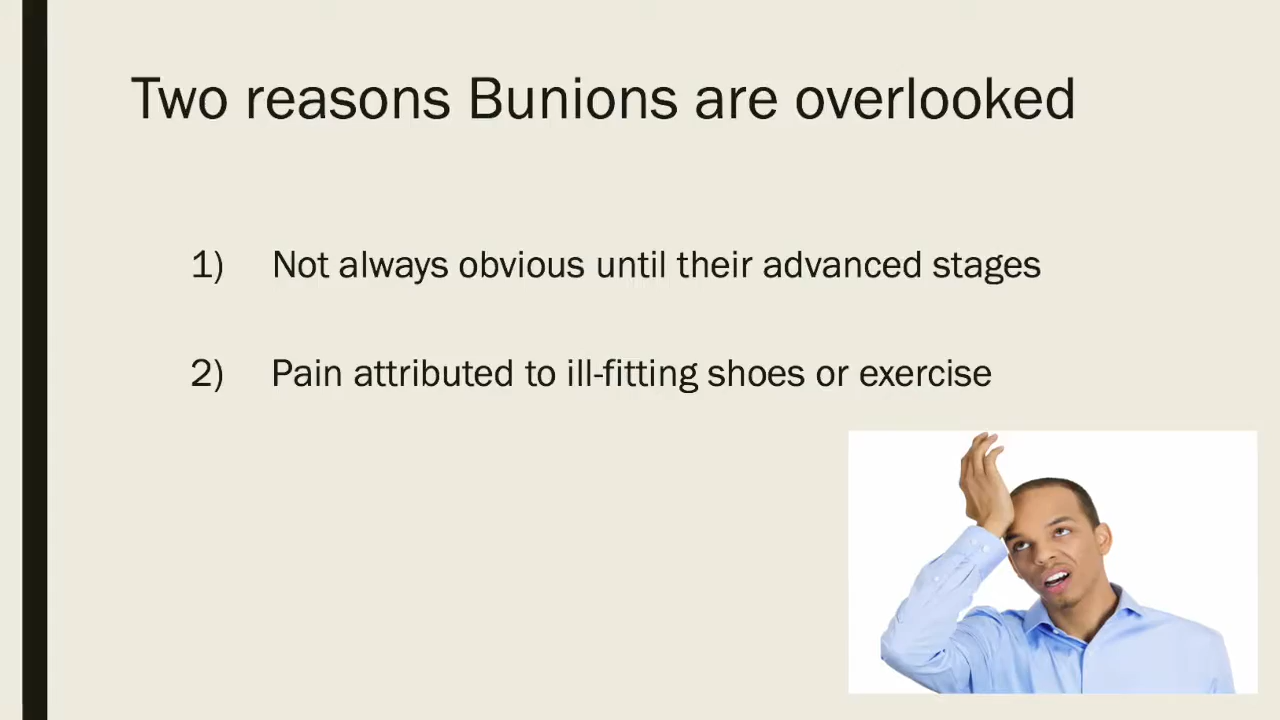 Two reasons Bunions are overlooked
1) Not always obvious until their advanced stages
2) Pain attributed to ill-fitting shoes or exercise